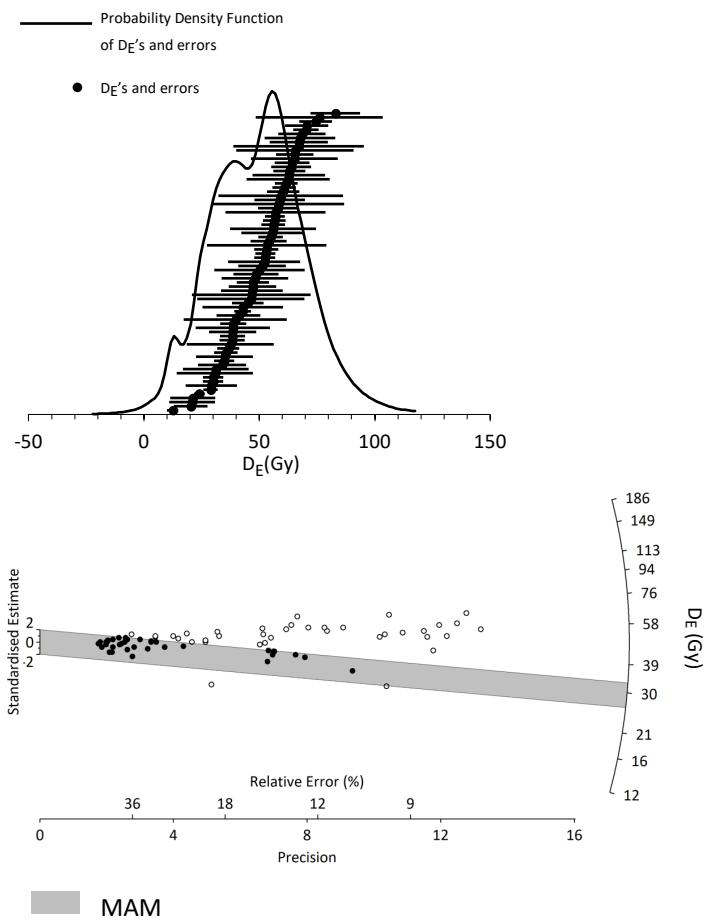 Probability Density Function
of DE's and errors
DE's and errors
-50 0 50 100 150
DE(Gy)
186
149
113
94
76
58
39
30
21
16
12
DE (Gy)
Standardised Estimate
2
0
-2
Relative Error (%)
36 18 12 9
0 4 8 12 16
Precision
MAM